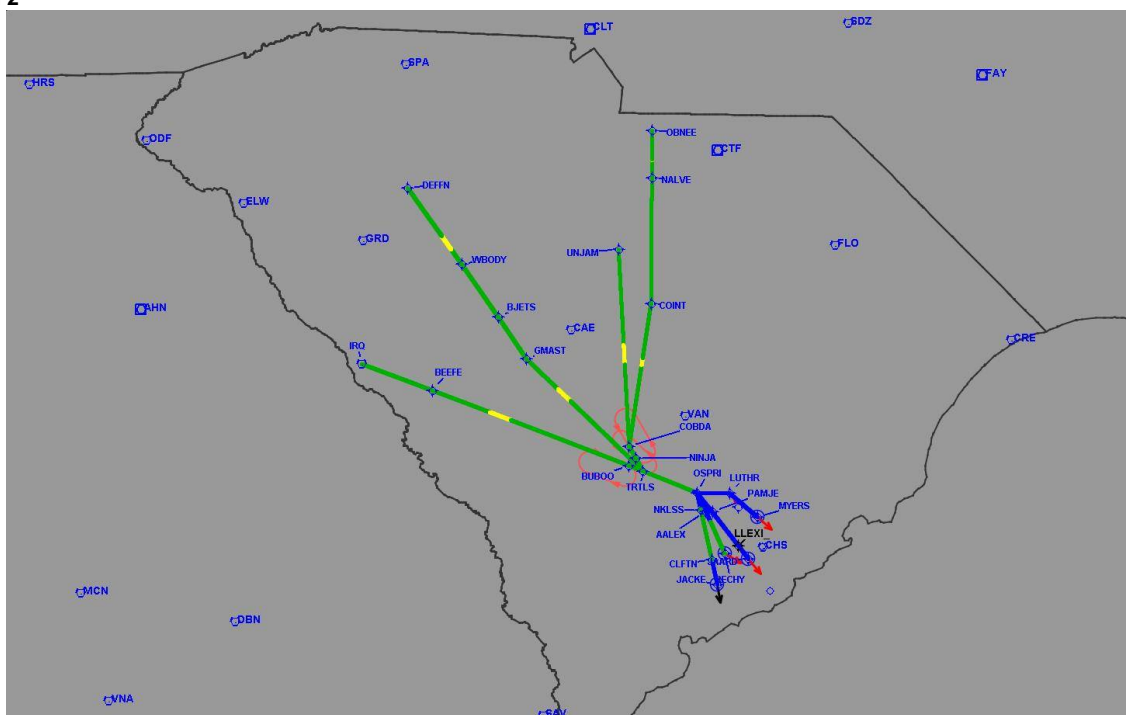 2
CLT
SDZ
SPA
FAY
HRS
OBNEE
ODF
CTF
NALVE
DEFFN
ELW
GRD
FLO
UNJAM
WBODY
AHN
BJETS
COINT
CAE
CRE
IRQ
GMAST
BEEFE
VAN
COBDA
NINJA
BUBOO
OSPRI
LUTHR
TRTLS
PAMJE
NKLSS
MYERS
AALEX
LLEXI
CHS
CLFTN
JACKE
MCN
DBN
VNA
SAV